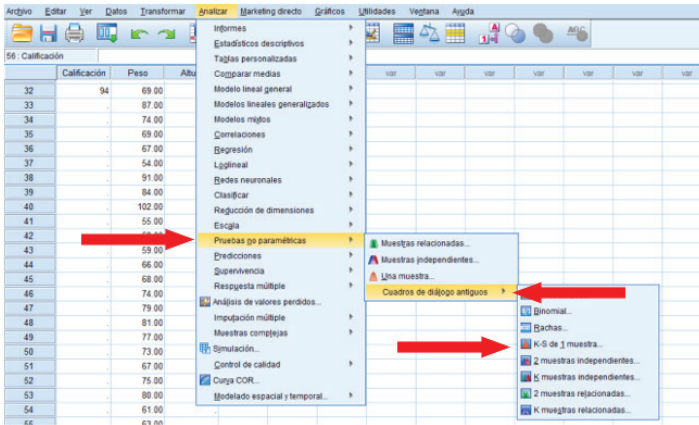 Archivo Editar Ver Datos Transformar Analizar Marketing directo Gráficos Utilidades Ventana Ayuda
56 : Calificación
Calificación Peso Altu var var var var var var var
32 94 69.00
33 . 87.00
34 . 74.00
35 . 69.00
36 . 67.00
37 . 54.00
38 . 91.00
39 . 84.00
40 . 102.00
41 . 55.00
42 .
43 59.00
44 . 66.00
45 . 68.00
46 . 74.00
47 . 79.00
48 . 81.00
49 . 77.00
50 . 73.00
51 . 67.00
52 . 75.00
53 . 80.00
54 . 61.00
55 63.00
Informes
Estadísticos descriptivos
Tablas personalizadas
Comparar medias
Modelo lineal general
Modelos lineales generalizados
Modelos mixtos
Correlaciones
Regresión
Loglineal
Redes neuronales
Clasificar
Reducción de dimensiones
Escala
Pruebas no paramétricas
Predicciones
Supervivencia
Respuesta múltiple
Análisis de valores perdidos...
Imputación múltiple
Muestras complejas
Simulación...
Control de calidad
Curva COR...
Modelado espacial y temporal...
Muestras relacionadas...
Muestras independientes...
Una muestra...
Cuadros de diálogo antiguos
Binomial...
Rachas...
K-S de 1 muestra...
2 muestras independientes...
K muestras independientes...
2 muestras relacionadas...
K muestras relacionadas...